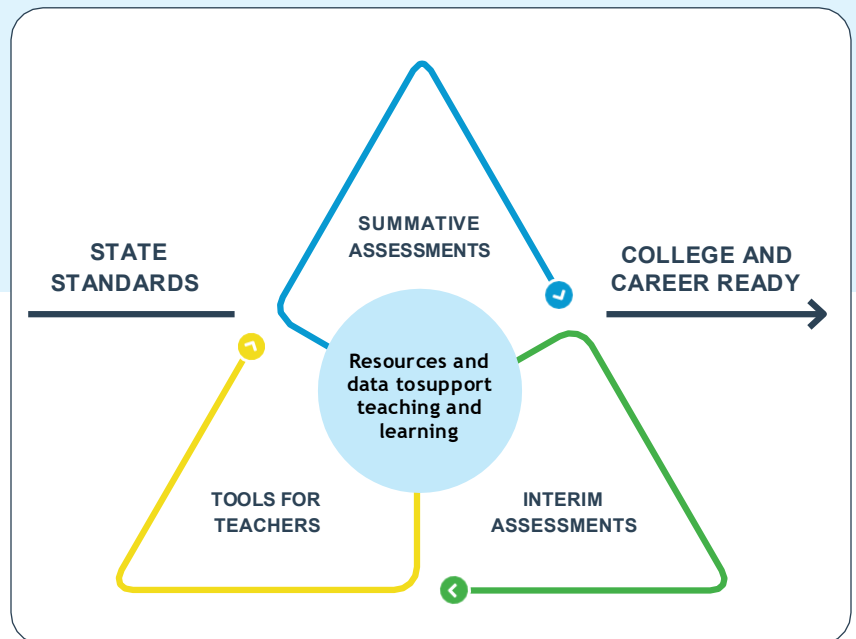 STATE
STANDARDS
SUMMATIVE
ASSESSMENTS
COLLEGE AND
CAREER READY
Resources and
data tosupport
teaching and
learning
TOOLS FOR
TEACHERS
INTERIM
ASSESSMENTS